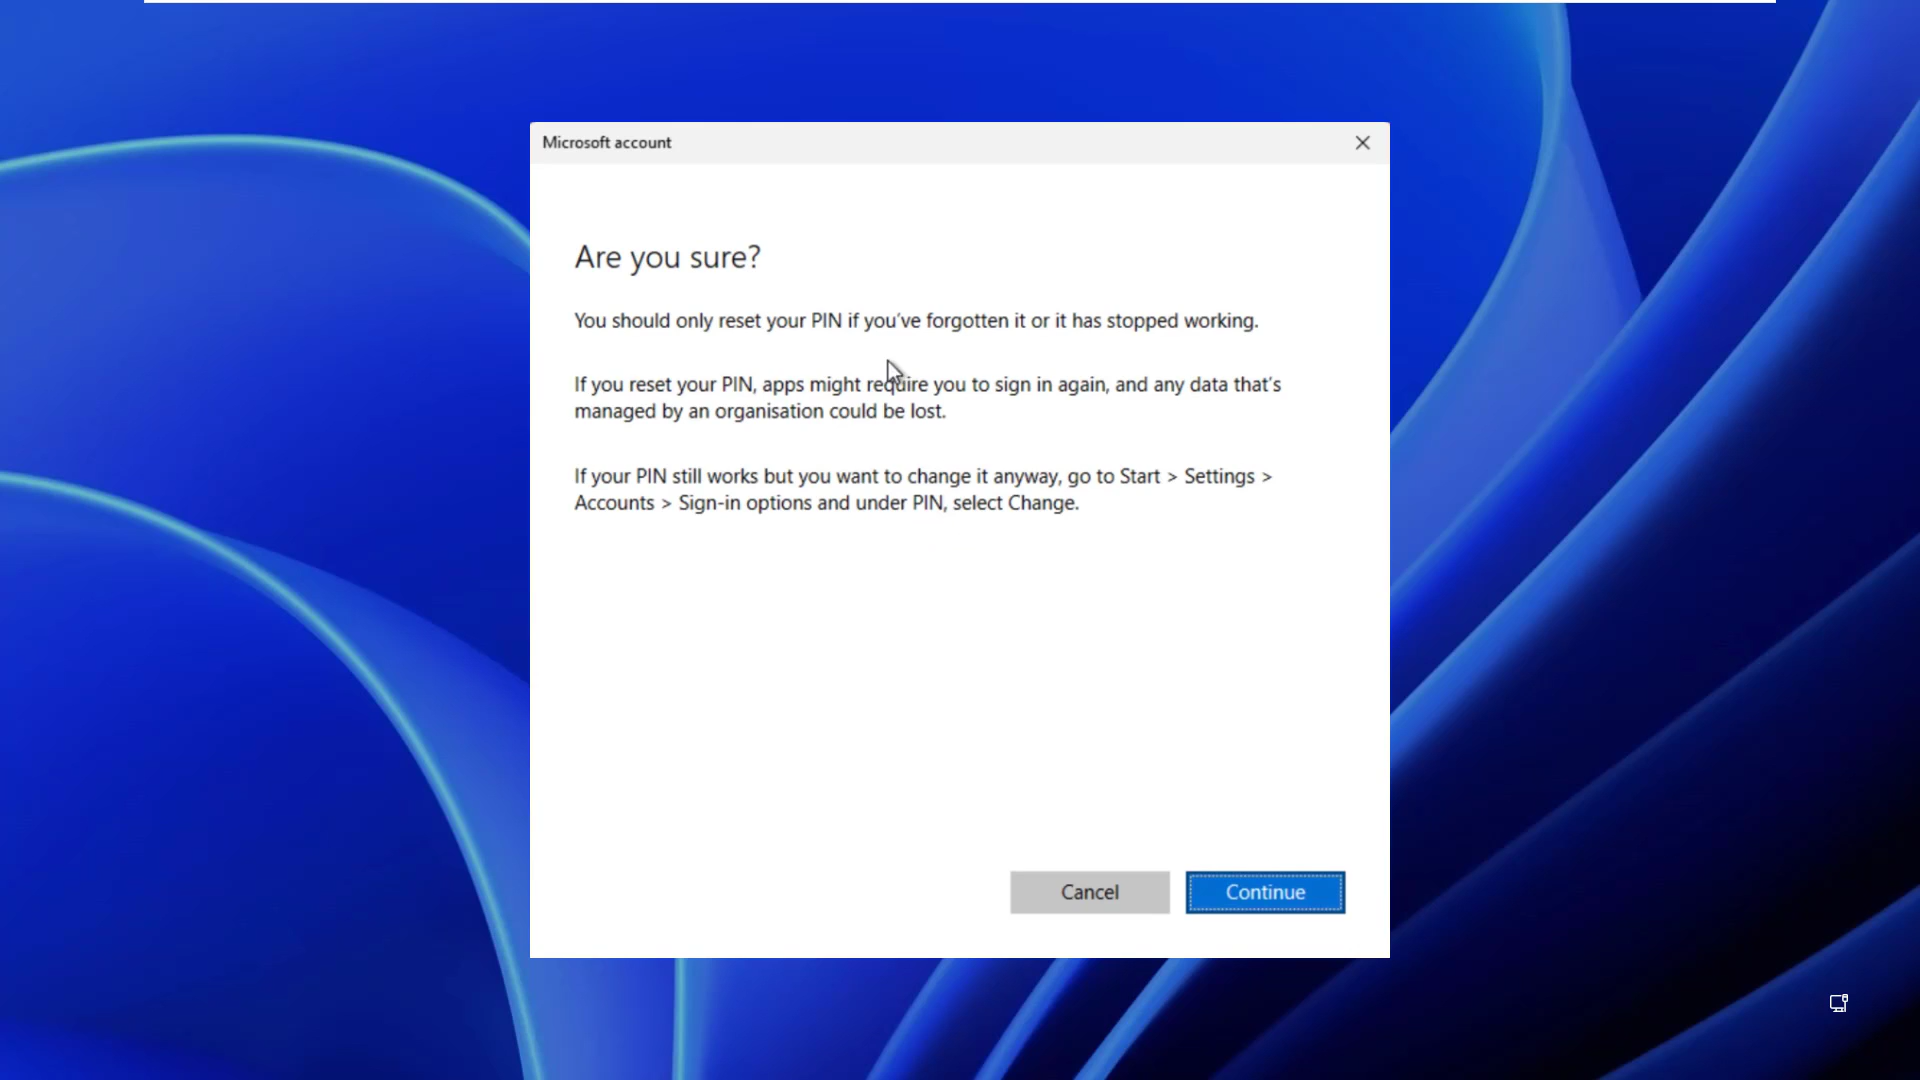 Microsoft account
Are you sure?
You should only reset your PIN if you've forgotten it or it has stopped working.
If you reset your PIN, apps might require you to sign in again, and any data that's
managed by an organisation could be lost.
If your PIN still works but you want to change it anyway, go to Start > Settings >
Accounts > Sign-in options and under PIN, select Change.
Cancel
Continue